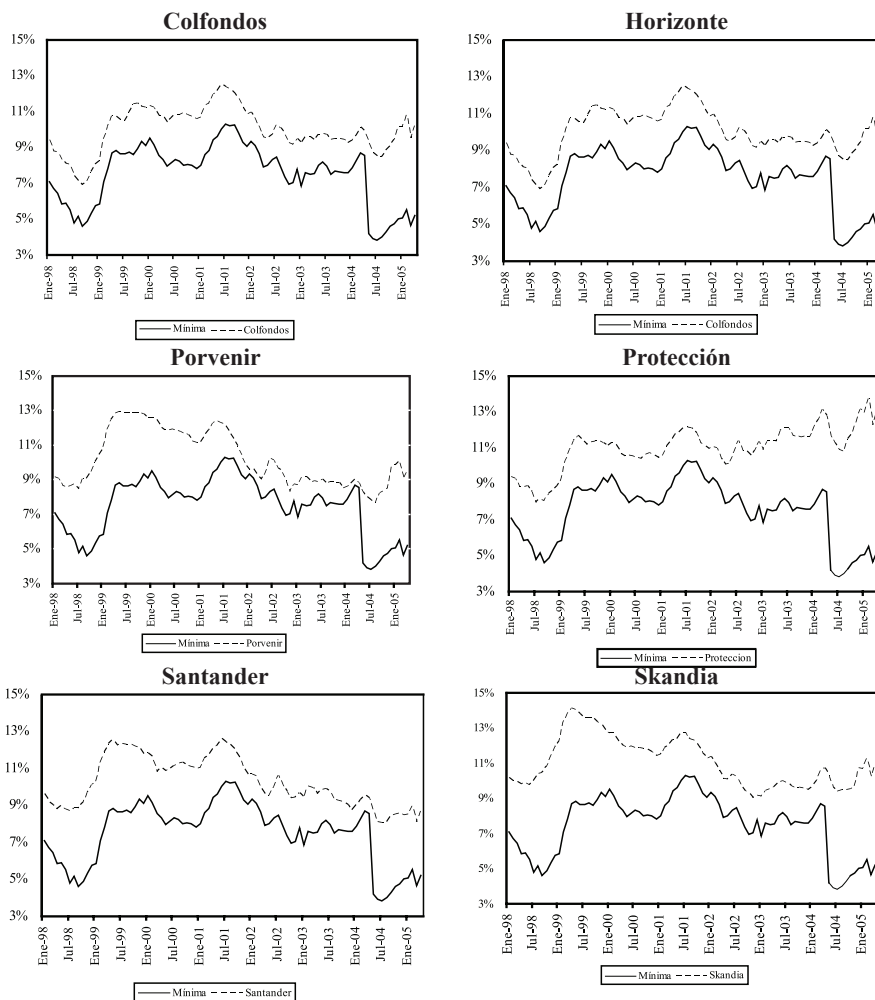 Colfondos
15%
13%
11%
9%
7%
5%
3%
Ene-98
Jul-98
Ene-99
Jul-99
Ene-00
Jul-00
Ene-01
Jul-01
Ene-02
Jul-02
Ene-03
Jul-03
Ene-04
Jul-04
Ene-05
Mínima Colfondos
Horizonte
15%
13%
11%
9%
7%
5%
3%
Ene-98
Jul-98
Ene-99
Jul-99
Ene-00
Jul-00
Ene-01
Jul-01
Ene-02
Jul-02
Ene-03
Jul-03
Ene-04
Jul-04
Ene-05
Mínima Colfondos
Porvenir
15%
13%
11%
9%
7%
5%
3%
Ene-98
Jul-98
Ene-99
Jul-99
Ene-00
Jul-00
Ene-01
Jul-01
Ene-02
Jul-02
Ene-03
Jul-03
Ene-04
Jul-04
Ene-05
Mínima Porvenir
Protección
15%
13%
11%
9%
7%
5%
3%
Ene-98
Jul-98
Ene-99
Jul-99
Ene-00
Jul-00
Ene-01
Jul-01
Ene-02
Jul-02
Ene-03
Jul-03
Ene-04
Jul-04
Ene-05
Mínima Proteccion
Santander
15%
13%
11%
9%
7%
5%
3%
Ene-98
Jul-98
Ene-99
Jul-99
Ene-00
Jul-00
Ene-01
Jul-01
Ene-02
Jul-02
Ene-03
Jul-03
Ene-04
Jul-04
Ene-05
Mínima Santander
Skandia
15%
13%
11%
9%
7%
5%
3%
Ene-98
Jul-98
Ene-99
Jul-99
Ene-00
Jul-00
Ene-01
Jul-01
Ene-02
Jul-02
Ene-03
Jul-03
Ene-04
Jul-04
Ene-05
Mínima Skandia